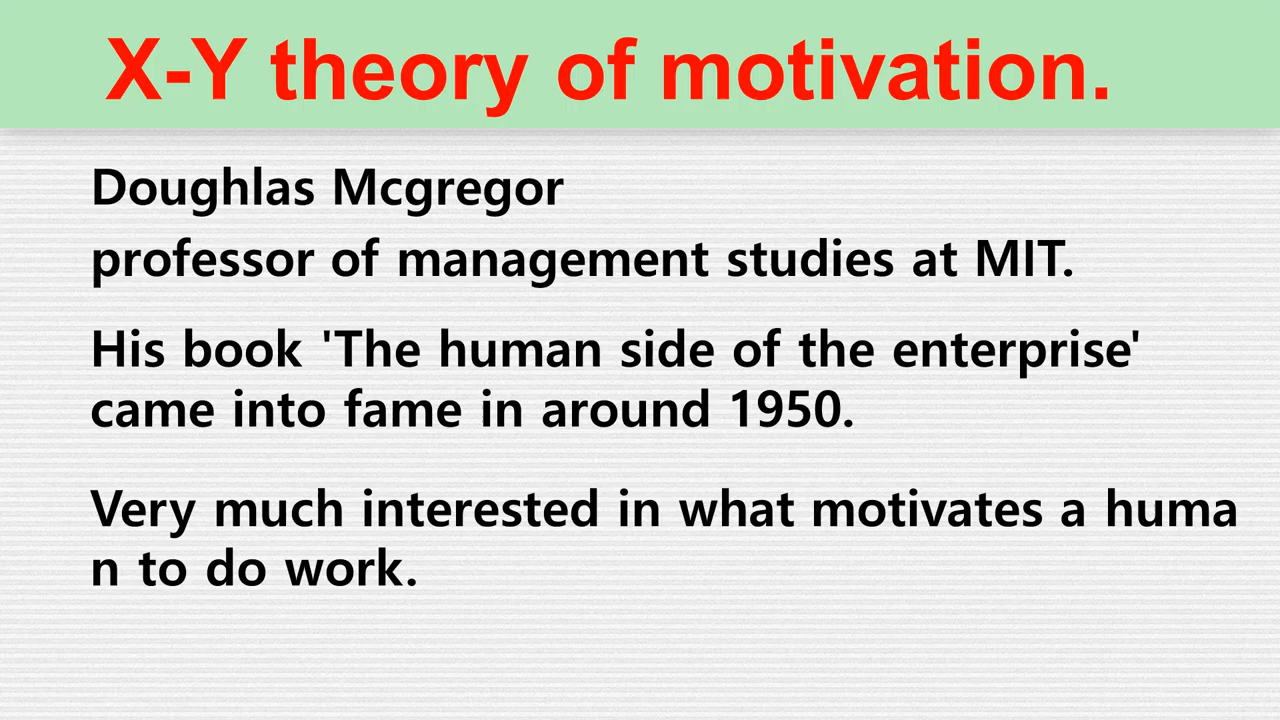 X-Y theory of motivation.
Doughlas Mcgregor
professor of management studies at MIT.
His book 'The human side of the enterprise'
came into fame in around 1950.
Very much interested in what motivates a huma
n to do work.